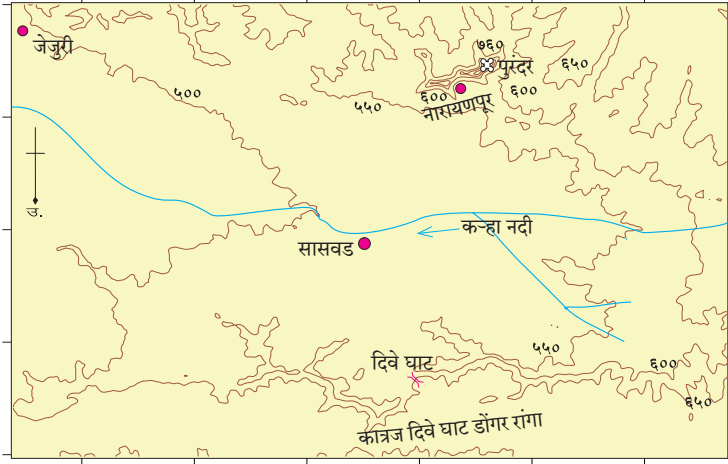 जेजुरी
७६०
पुरंदर
६५०
५००
५५०
६००
६००
नारायणपूर
उ.
कऱ्हा नदी
सासवड
५५०
दिवे घाट
६००
६५०
कात्रज दिवे घाट डोंगर रांगा